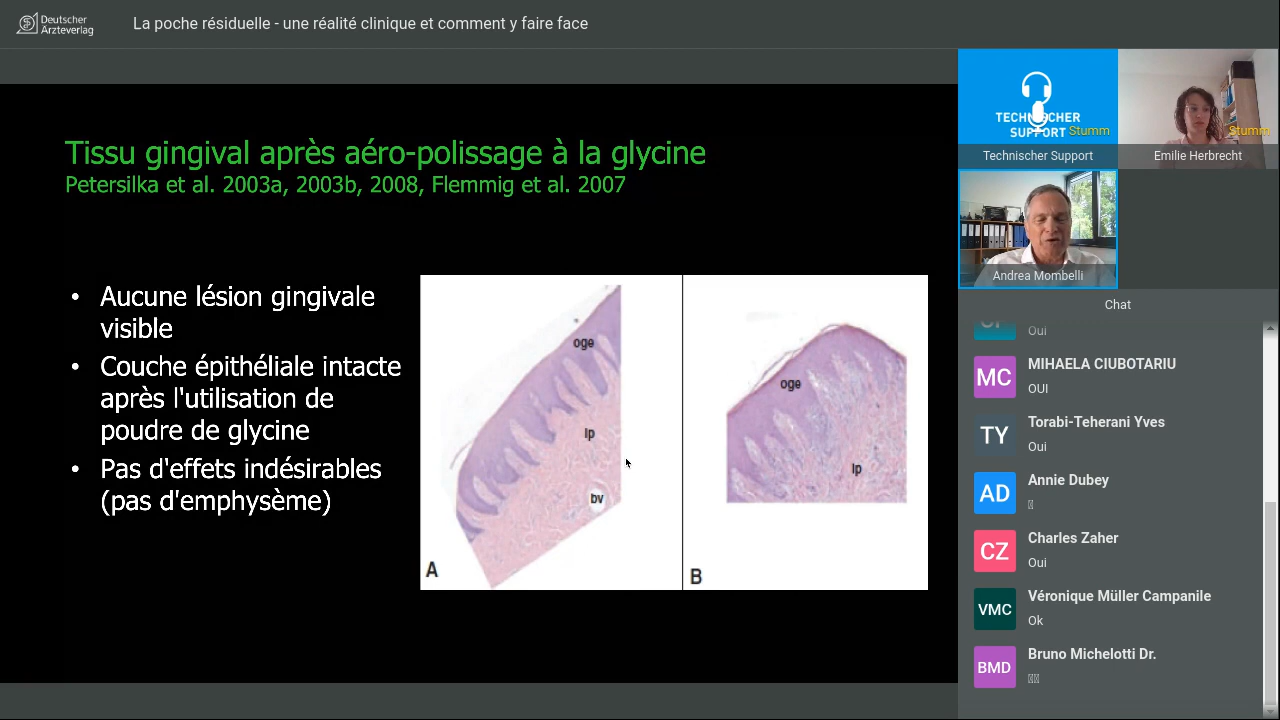 Deutscher
Ärzteverlag
La poche résiduelle - une réalité clinique et comment y faire face
Tissu gingival après aéro-polissage à la glycine
Petersilka et al. 2003a, 2003b, 2008, Flemmig et al. 2007
• Aucune lésion gingivale
visible
• Couche épithéliale intacte
après l'utilisation de
poudre de glycine
• Pas d'effets indésirables
(pas d'emphysème)
oge
lp
bv
A
oge
lp
B
TECHNISCHER
SUPPORT
Stumm
Technischer Support
Stumm
Emilie Herbrecht
Andrea Mombelli
Chat
Oui
MC
MIHAELA CIUBOTARIU
OUI
TY
Torabi-Teherani Yves
Oui
AD
Annie Dubey
CZ
Charles Zaher
Oui
VMC
Véronique Müller Campanile
Ok
BMD
Bruno Michelotti Dr.